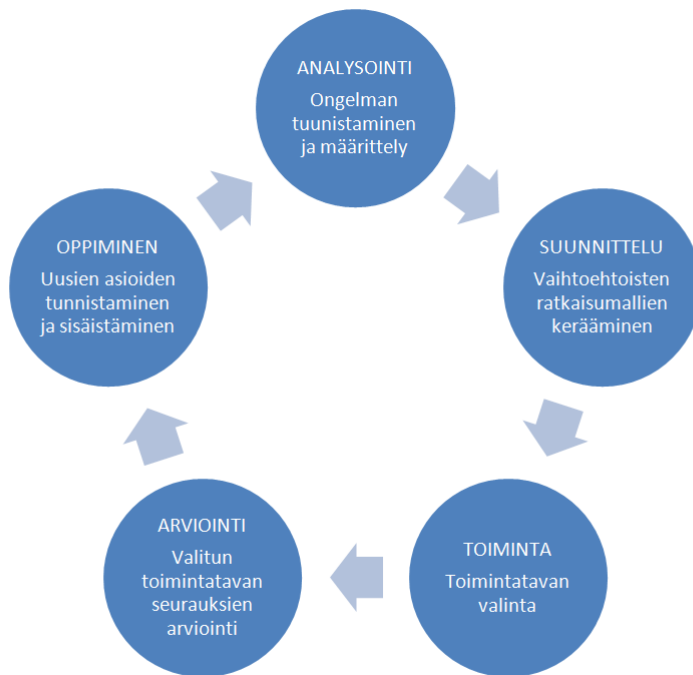 ANALYSOINTI
Ongelman
tuunistaminen
ja määrittely
SUUNNITTELU
Vaihtoehtoisten
ratkaisumallien
kerääminen
TOIMINTA
Toimintatavan
valinta
ARVIOINTI
Valitun
toimintatavan
seurauksien
arviointi
OPPIMINEN
Uusien asioiden
tunnistaminen
ja sisäistäminen